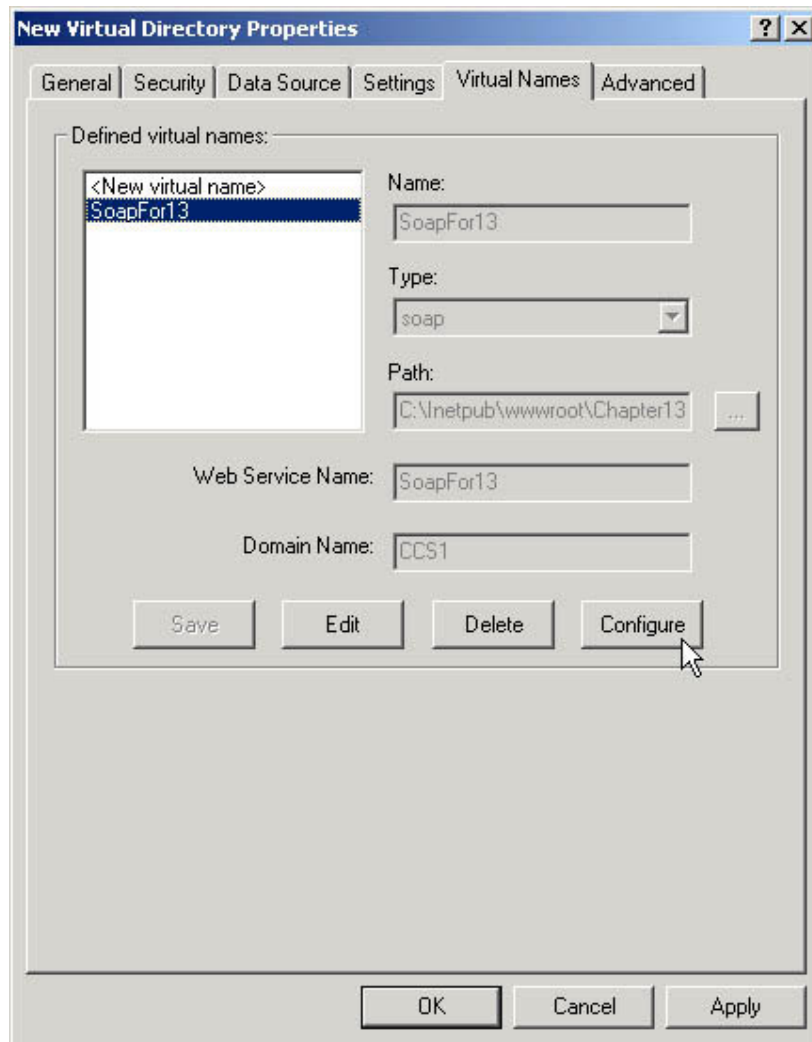 New Virtual Directory Properties
General Security Data Source Settings Virtual Names Advanced
Defined virtual names:
<New virtual name>
SoapFor13
Name:
SoapFor13
Type:
soap
Path:
C:\Inetpub\wwwroot\Chapter13
...
Web Service Name:
SoapFor13
Domain Name:
CCS1
Save Edit Delete Configure
OK Cancel Apply